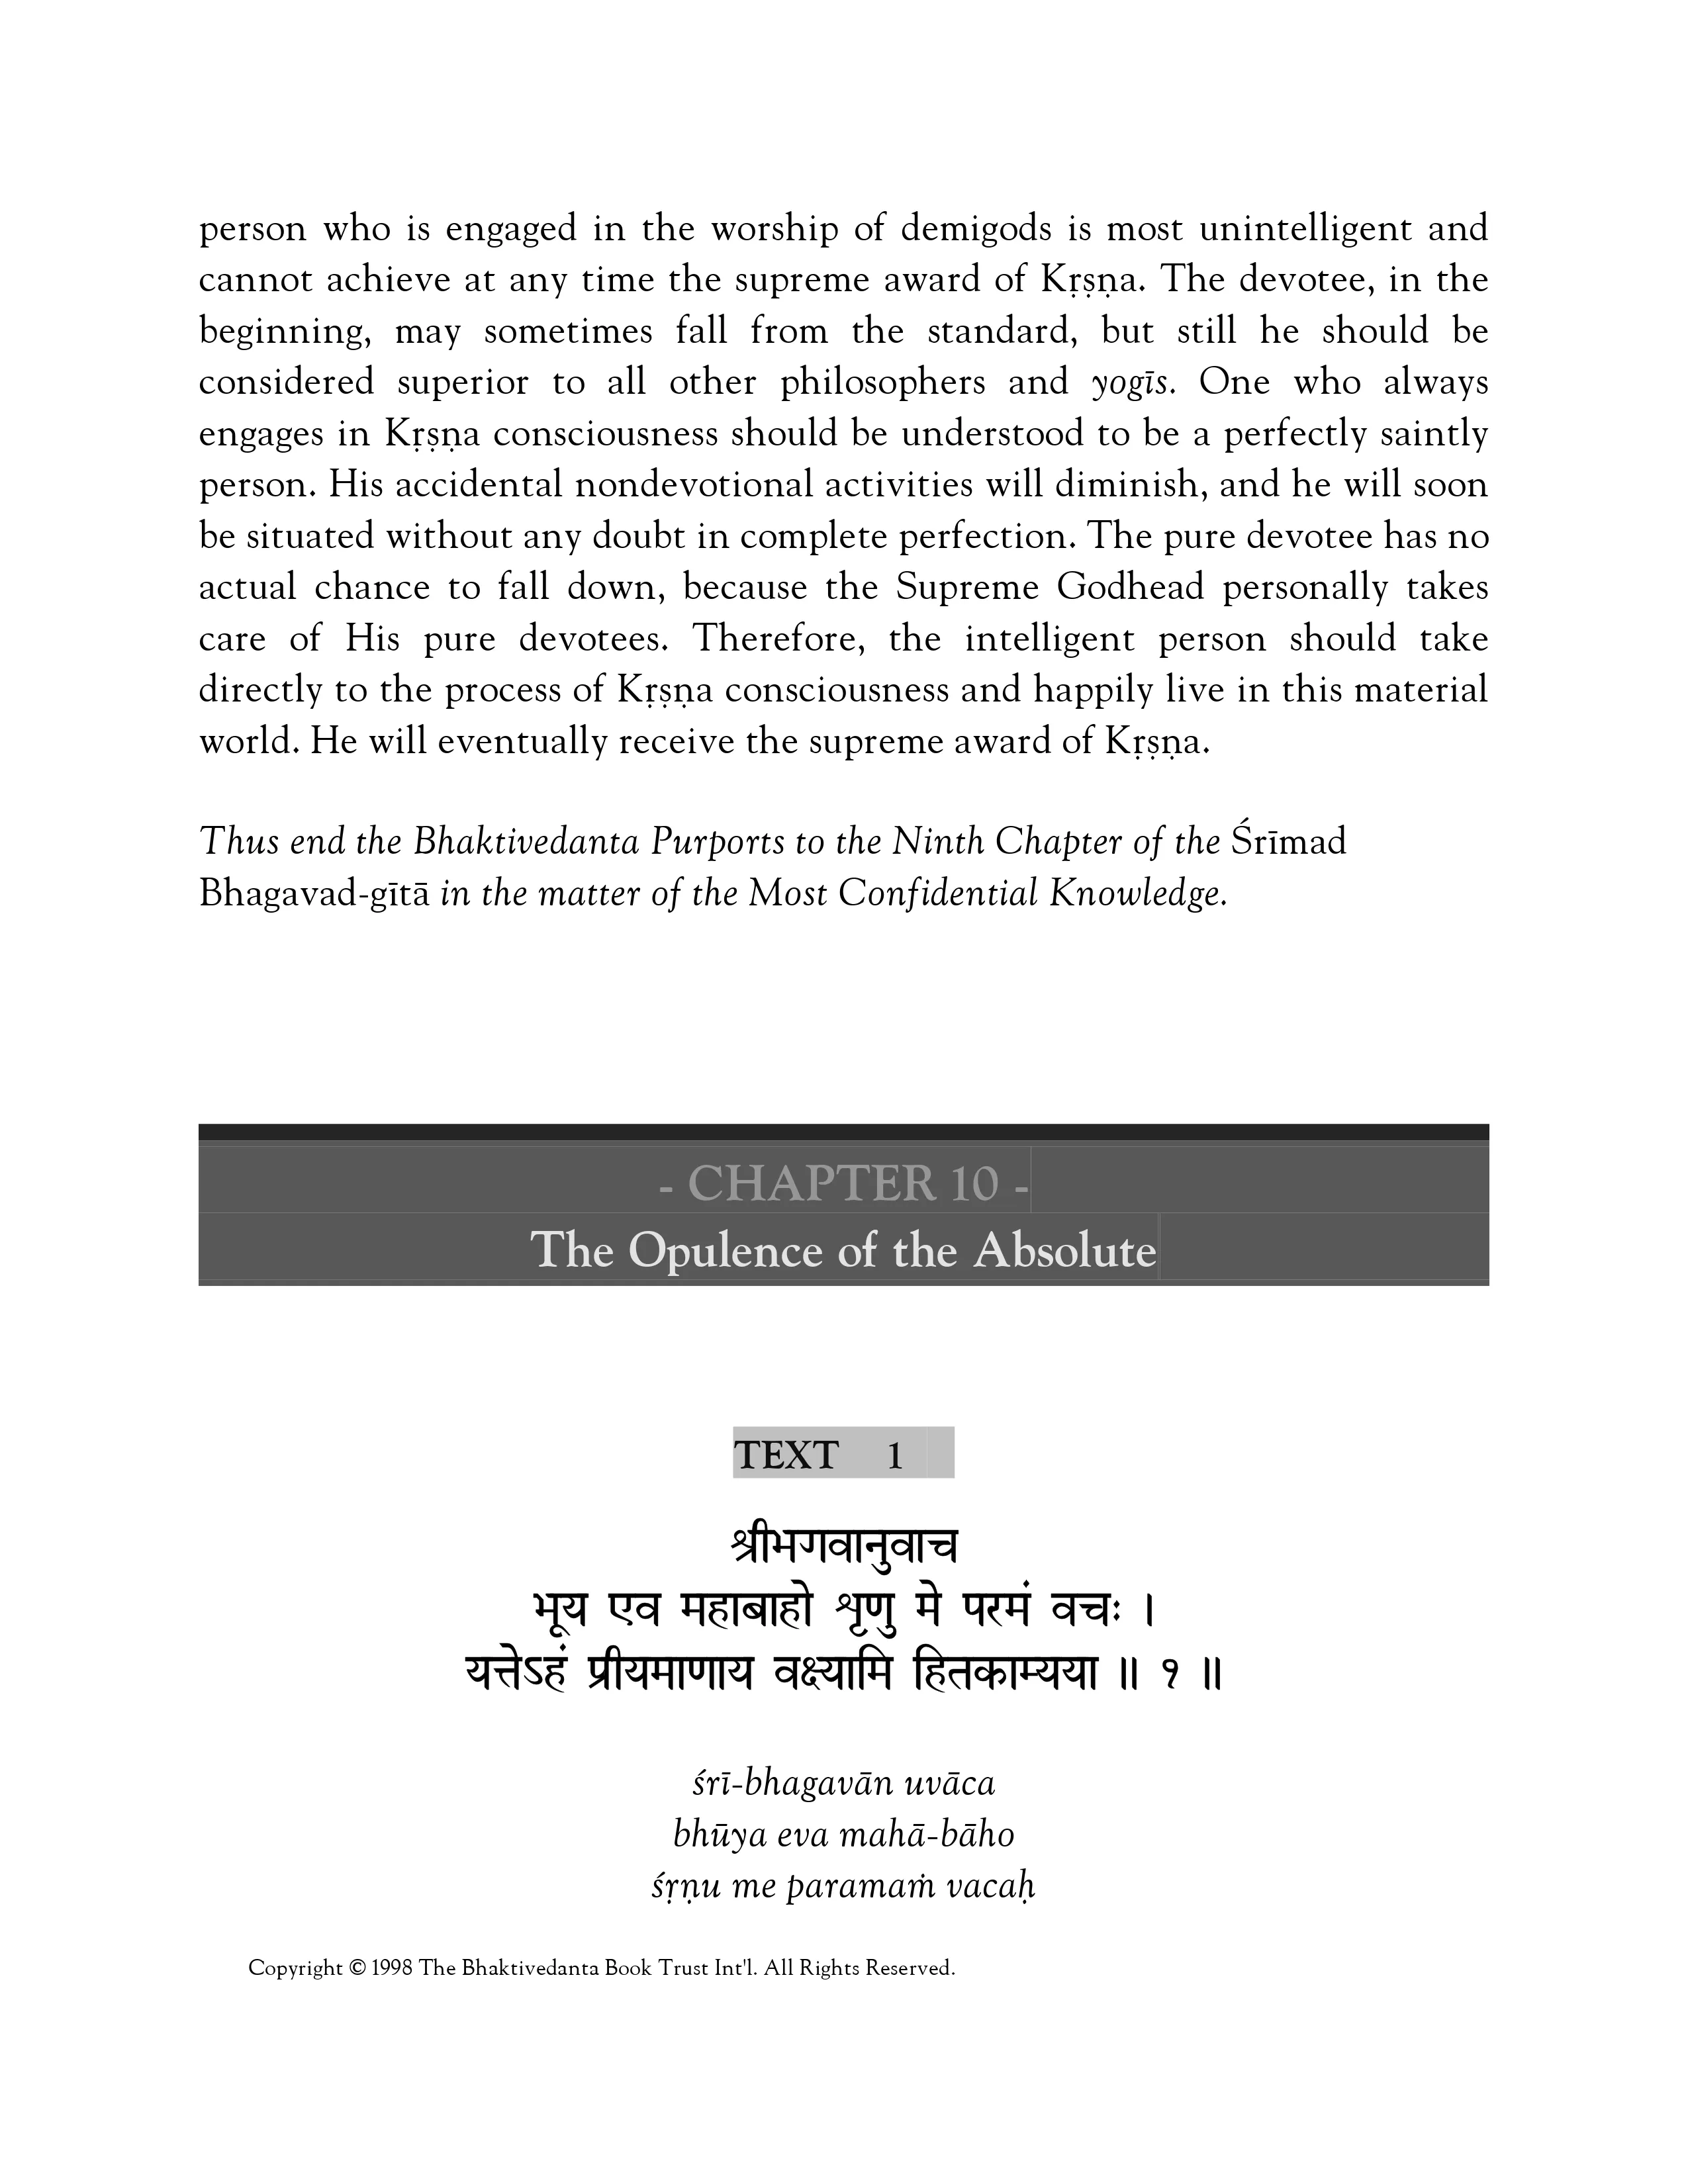 person who is engaged in the worship of demigods is most unintelligent and
cannot achieve at any time the supreme award of Kṛṣṇa. The devotee, in the
beginning, may sometimes fall from the standard, but still he should be
considered superior to all other philosophers and yogīs. One who always
engages in Kṛṣṇa consciousness should be understood to be a perfectly saintly
person. His accidental nondevotional activities will diminish, and he will soon
be situated without any doubt in complete perfection. The pure devotee has no
actual chance to fall down, because the Supreme Godhead personally takes
care of His pure devotees. Therefore, the intelligent person should take
directly to the process of Kṛṣṇa consciousness and happily live in this material
world. He will eventually receive the supreme award of Kṛṣṇa.
Thus end the Bhaktivedanta Purports to the Ninth Chapter of the Śrīmad
Bhagavad-gītā in the matter of the Most Confidential Knowledge.
- CHAPTER 10 -
The Opulence of the Absolute
TEXT 1
श्रीभगवानुवाच
भूय एव महाबाहो शृणु मे परमं वचः ।
यत्तेऽहं प्रीयमाणाय वक्ष्यामि हितकाम्यया ॥ १ ॥
śrī-bhagavān uvāca
bhūya eva mahā-bāho
śṛṇu me paramaṁ vacaḥ
Copyright © 1998 The Bhaktivedanta Book Trust Int'l. All Rights Reserved.